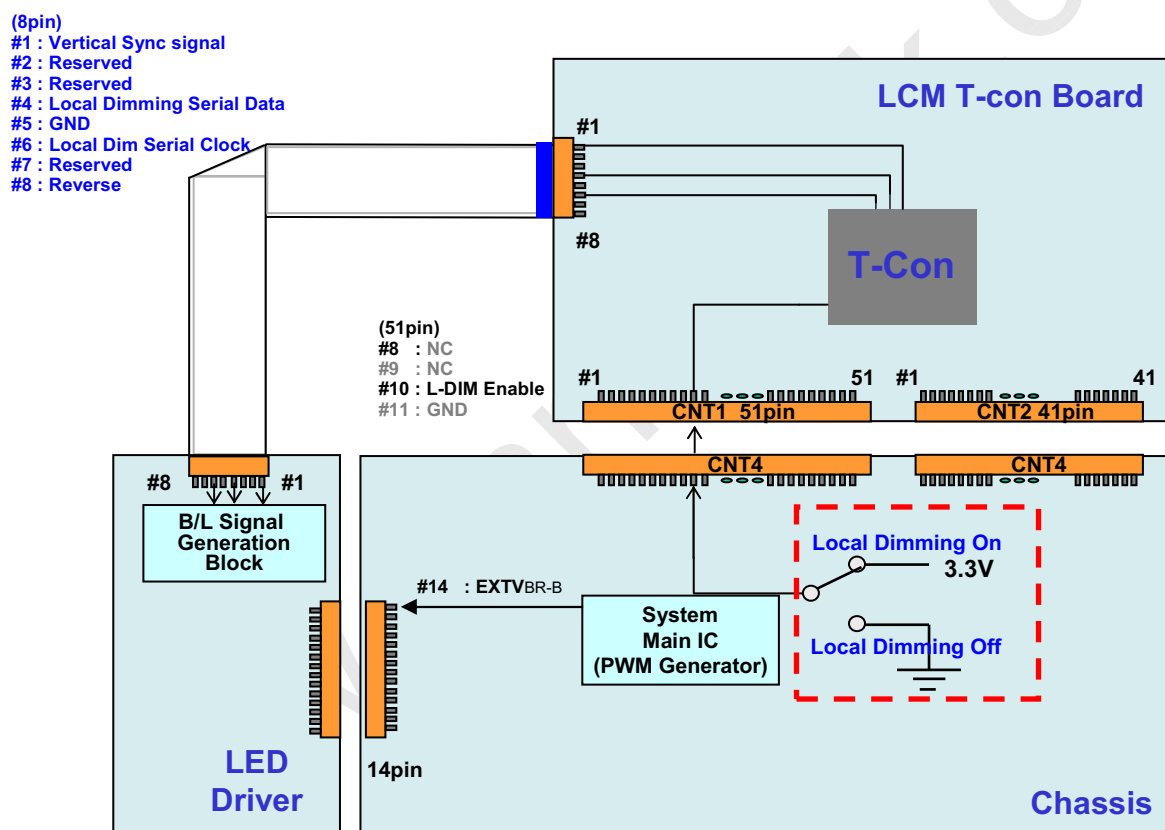 (8pin)
#1 : Vertical Sync signal
#2 : Reserved
#3 : Reserved
#4 : Local Dimming Serial Data
#5 : GND
#6 : Local Dim Serial Clock
#7 : Reserved
#8 : Reverse
LCM T-con Board
#1
#8
T-Con
(51pin)
#8 : NC
#9 : NC
#10 : L-DIM Enable
#11 : GND
#1
51
#1
41
CNT1 51pin
CNT2 41pin
CNT4
CNT4
#8
#1
B/L Signal
Generation
Block
Local Dimming On
3.3V
#14 : EXTVBR-B
System
Main IC
(PWM Generator)
Local Dimming Off
14pin
LED
Driver
Chassis